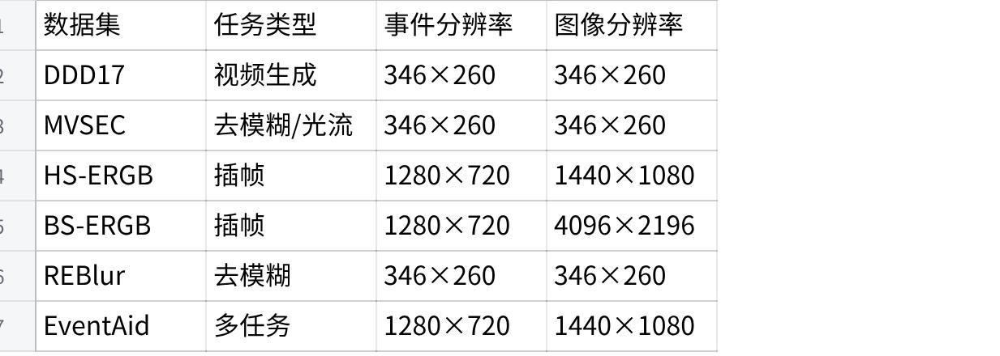 1 数据集 任务类型 事件分辨率 图像分辨率
2 DDD17 视频生成 346×260 346×260
3 MVSEC 去模糊/光流 346×260 346×260
4 HS-ERGB 插帧 1280×720 1440×1080
5 BS-ERGB 插帧 1280×720 4096×2196
6 REBlur 去模糊 346×260 346×260
7 EventAid 多任务 1280×720 1440×1080